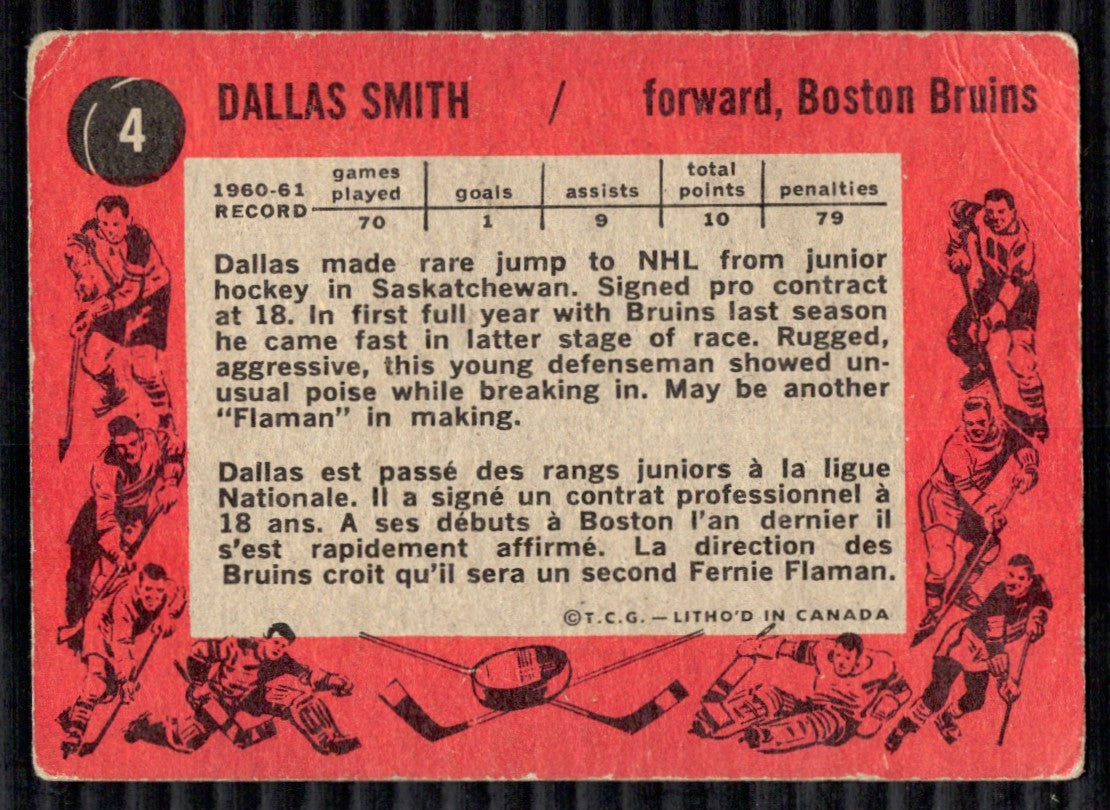 4
DALLAS SMITH / forward, Boston Bruins
1960-61 RECORD
games played goals assists total points penalties
70 1 9 10 79
Dallas made rare jump to NHL from junior
hockey in Saskatchewan. Signed pro contract
at 18. In first full year with Bruins last season
he came fast in latter stage of race. Rugged,
aggressive, this young defenseman showed un-
usual poise while breaking in. May be another
"Flaman" in making.
Dallas est passé des rangs juniors à la ligue
Nationale. Il a signé un contrat professionnel à
18 ans. A ses débuts à Boston l'an dernier il
s'est rapidement affirmé. La direction des
Bruins croit qu'il sera un second Fernie Flaman.
©T.C.G. — LITHO'D IN CANADA